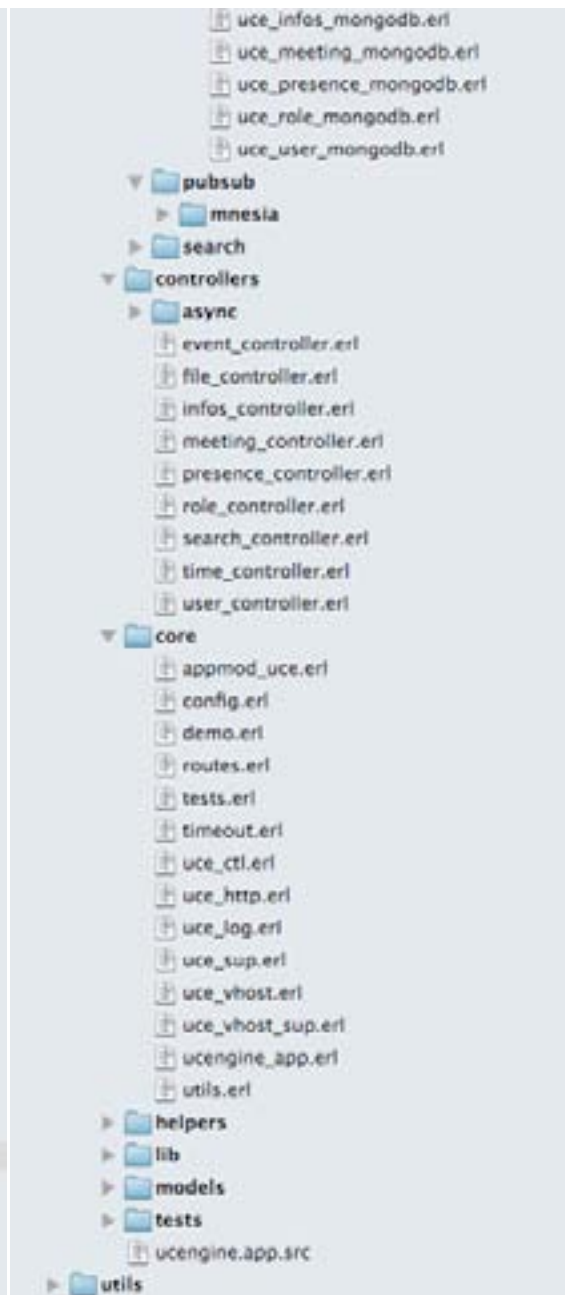 uce_infos_mongodb.erl
uce_meeting_mongodb.erl
uce_presence_mongodb.erl
uce_role_mongodb.erl
uce_user_mongodb.erl
pubsub
mnesia
search
controllers
async
event_controller.erl
file_controller.erl
infos_controller.erl
meeting_controller.erl
presence_controller.erl
role_controller.erl
search_controller.erl
time_controller.erl
user_controller.erl
core
appmod_uce.erl
config.erl
demo.erl
routes.erl
tests.erl
timeout.erl
uce_ctl.erl
uce_http.erl
uce_log.erl
uce_sup.erl
uce_vhost.erl
uce_vhost_sup.erl
ucengine_app.erl
utils.erl
helpers
lib
models
tests
ucengine.app.src
utils